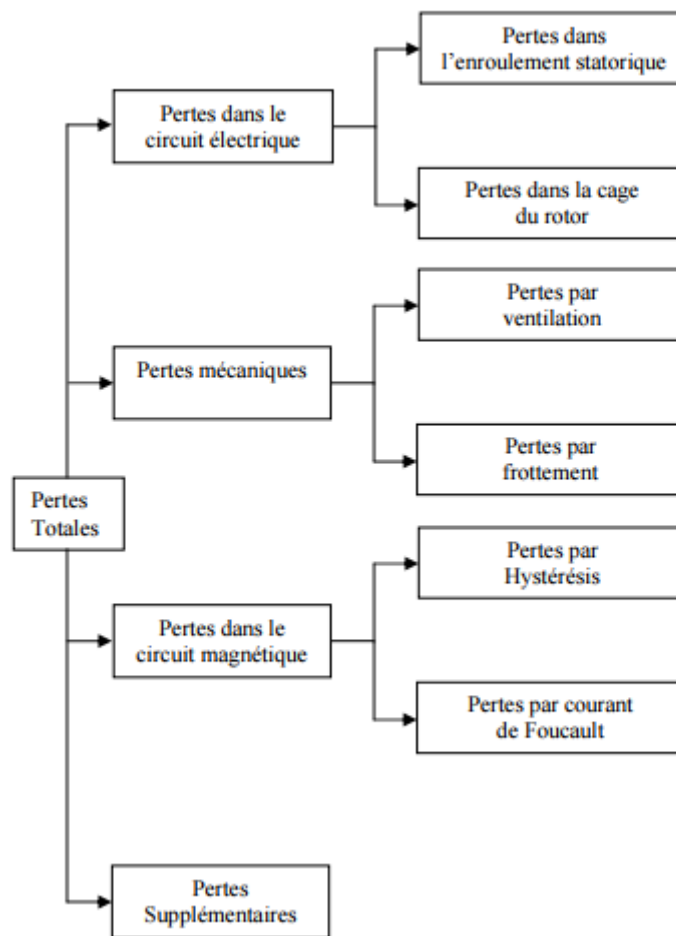 Pertes dans
l'enroulement statorique
Pertes dans le
circuit électrique
Pertes dans la cage
du rotor
Pertes par
ventilation
Pertes mécaniques
Pertes par
frottement
Pertes
Totales
Pertes par
Hystérésis
Pertes dans le
circuit magnétique
Pertes par courant
de Foucault
Pertes
Supplémentaires